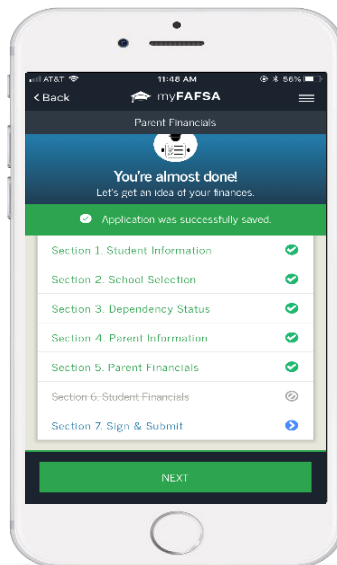 AT&T 11:48 AM 56%
< Back myFAFSA
Parent Financials
You're almost done!
Let's get an idea of your finances.
Application was successfully saved.
Section 1. Student Information
Section 2. School Selection
Section 3. Dependency Status
Section 4. Parent Information
Section 5. Parent Financials
Section 6. Student Financials
Section 7. Sign & Submit
NEXT